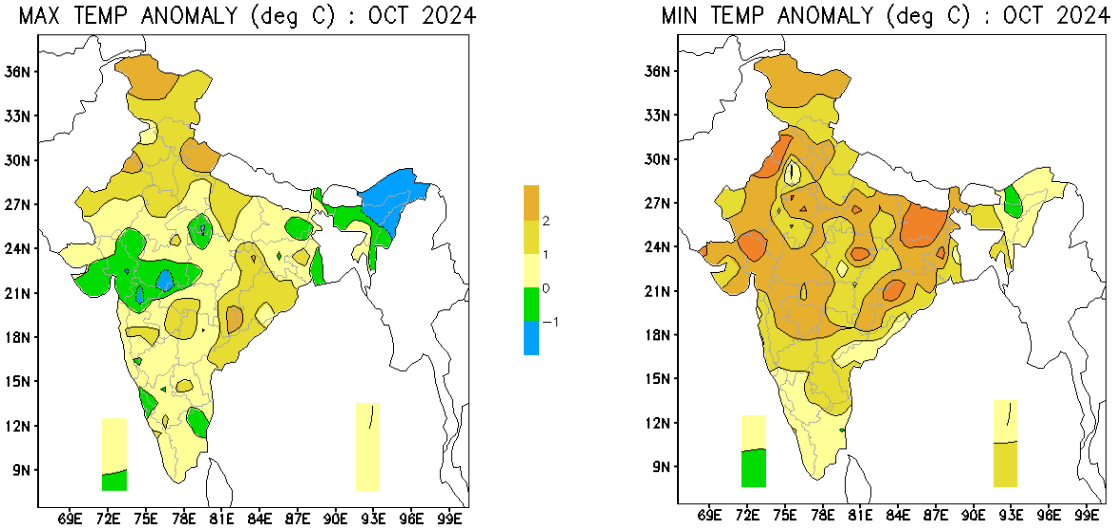 MAX TEMP ANOMALY (deg C) : OCT 2024
36N
33N
30N
27N
24N
21N
18N
15N
12N
9N
69E 72E 75E 78E 81E 84E 87E 90E 93E 96E 99E
2
1
0
−1
MIN TEMP ANOMALY (deg C) : OCT 2024
36N
33N
30N
27N
24N
21N
18N
15N
12N
9N
69E 72E 75E 78E 81E 84E 87E 90E 93E 96E 99E